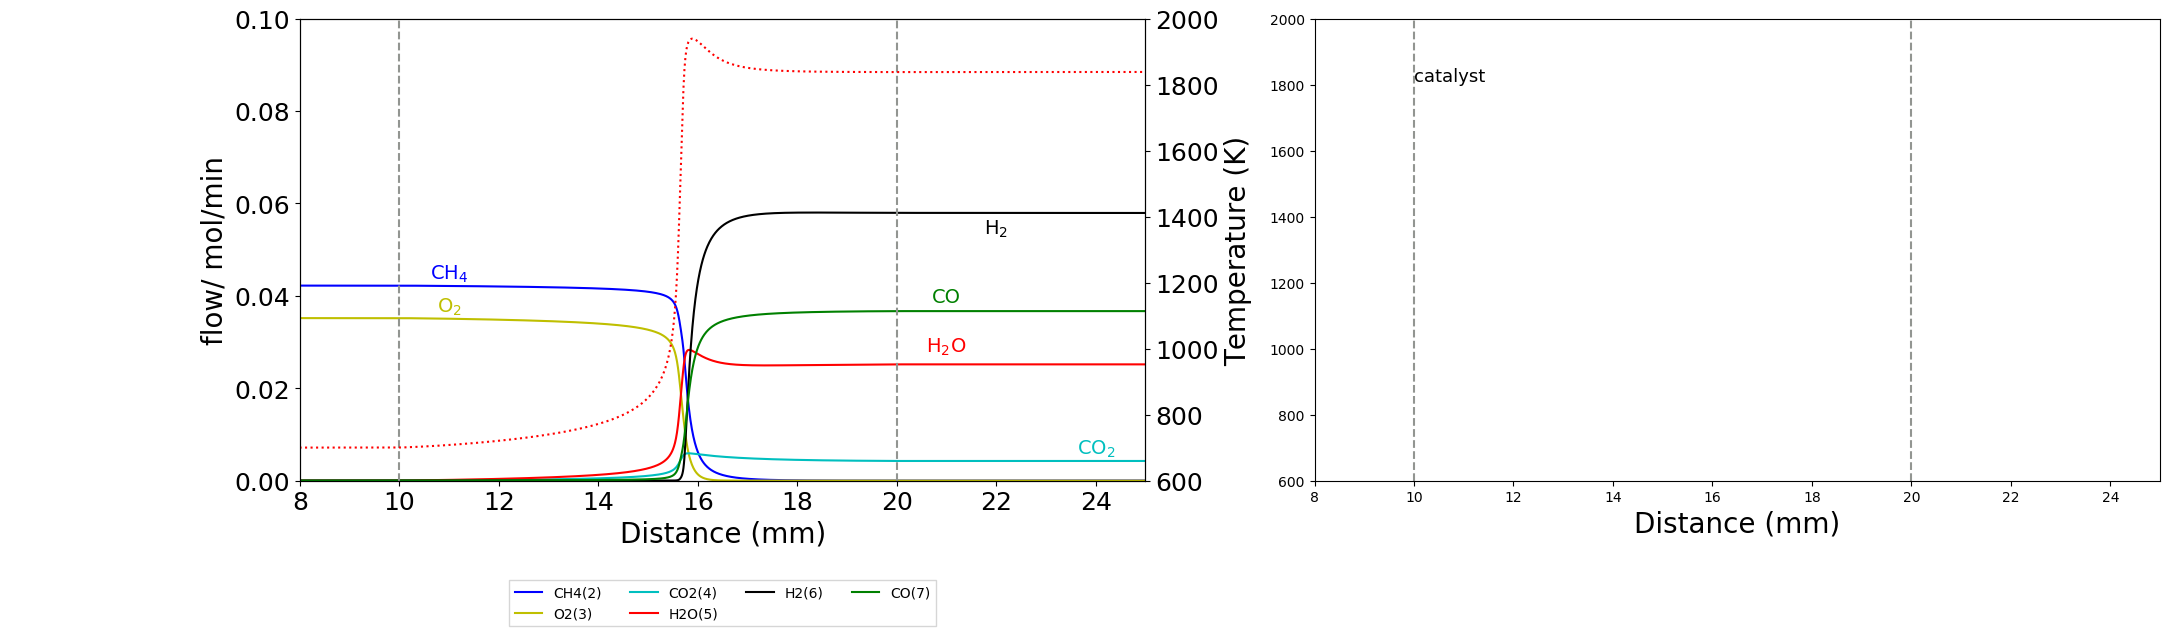 0.10
0.08
0.06
0.04
0.02
0.00
flow/ mol/min
8 10 12 14 16 18 20 22 24
Distance (mm)
2000
1800
1600
1400
1200
1000
800
600
Temperature (K)
CH₄
O₂
H₂
CO
H₂O
CO₂
CH4(2) CO2(4) H2(6) CO(7)
O2(3) H2O(5)
2000
1800
1600
1400
1200
1000
800
600
catalyst
8 10 12 14 16 18 20 22 24
Distance (mm)